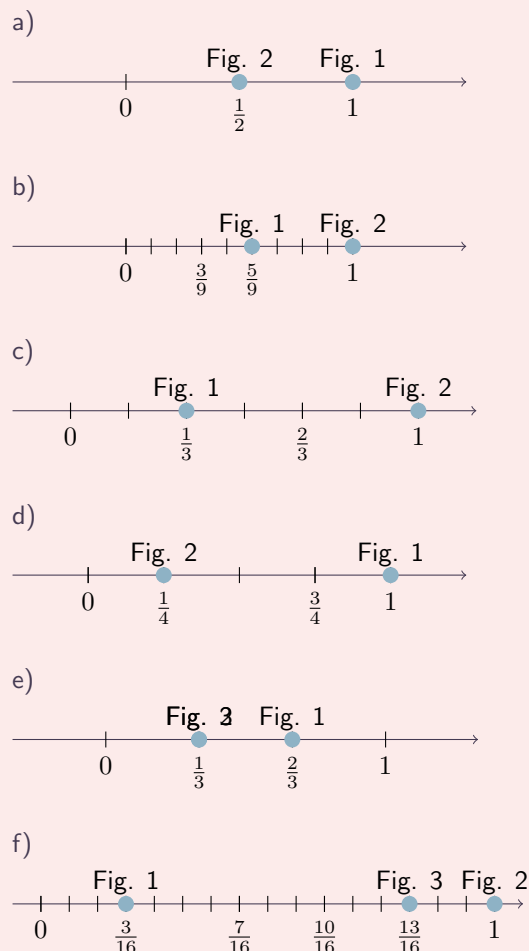 a)
Fig. 2 Fig. 1
0 1/2 1
b)
Fig. 1 Fig. 2
0 3/9 5/9 1
c)
Fig. 1 Fig. 2
0 1/3 2/3 1
d)
Fig. 2 Fig. 1
0 1/4 3/4 1
e)
Fig. Fig. 1
0 1/3 2/3 1
f)
Fig. 1 Fig. 3 Fig. 2
0 3/16 7/16 10/16 13/16 1